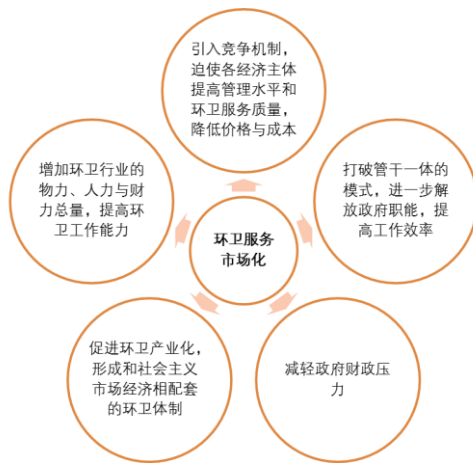 引入竞争机制，
迫使各经济主体
提高管理水平和
环卫服务质量，
降低价格与成本
增加环卫行业的
物力、人力与财
力总量，提高环
卫工作能力
打破管干一体的
模式，进一步解
放政府职能，提
高工作效率
环卫服务
市场化
促进环卫产业化，
形成和社会主义
市场经济相配套
的环卫体制
减轻政府财政压
力